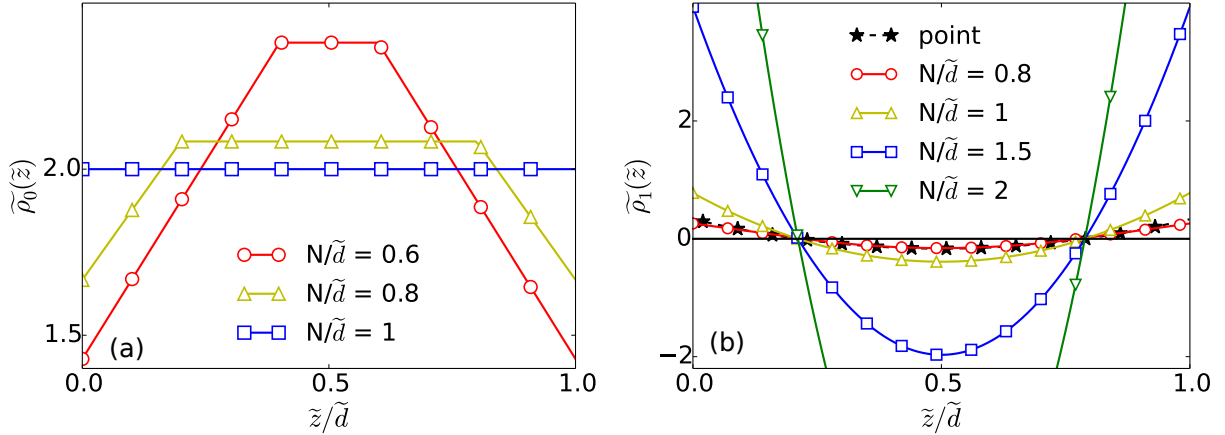 2.0
1.5
ρ̃₀(z̃)
N/d̃ = 0.6
N/d̃ = 0.8
N/d̃ = 1
(a)
0.0
0.5
1.0
z̃/d̃
2
0
−2
ρ̃₁(z̃)
point
N/d̃ = 0.8
N/d̃ = 1
N/d̃ = 1.5
N/d̃ = 2
(b)
0.0
0.5
1.0
z̃/d̃